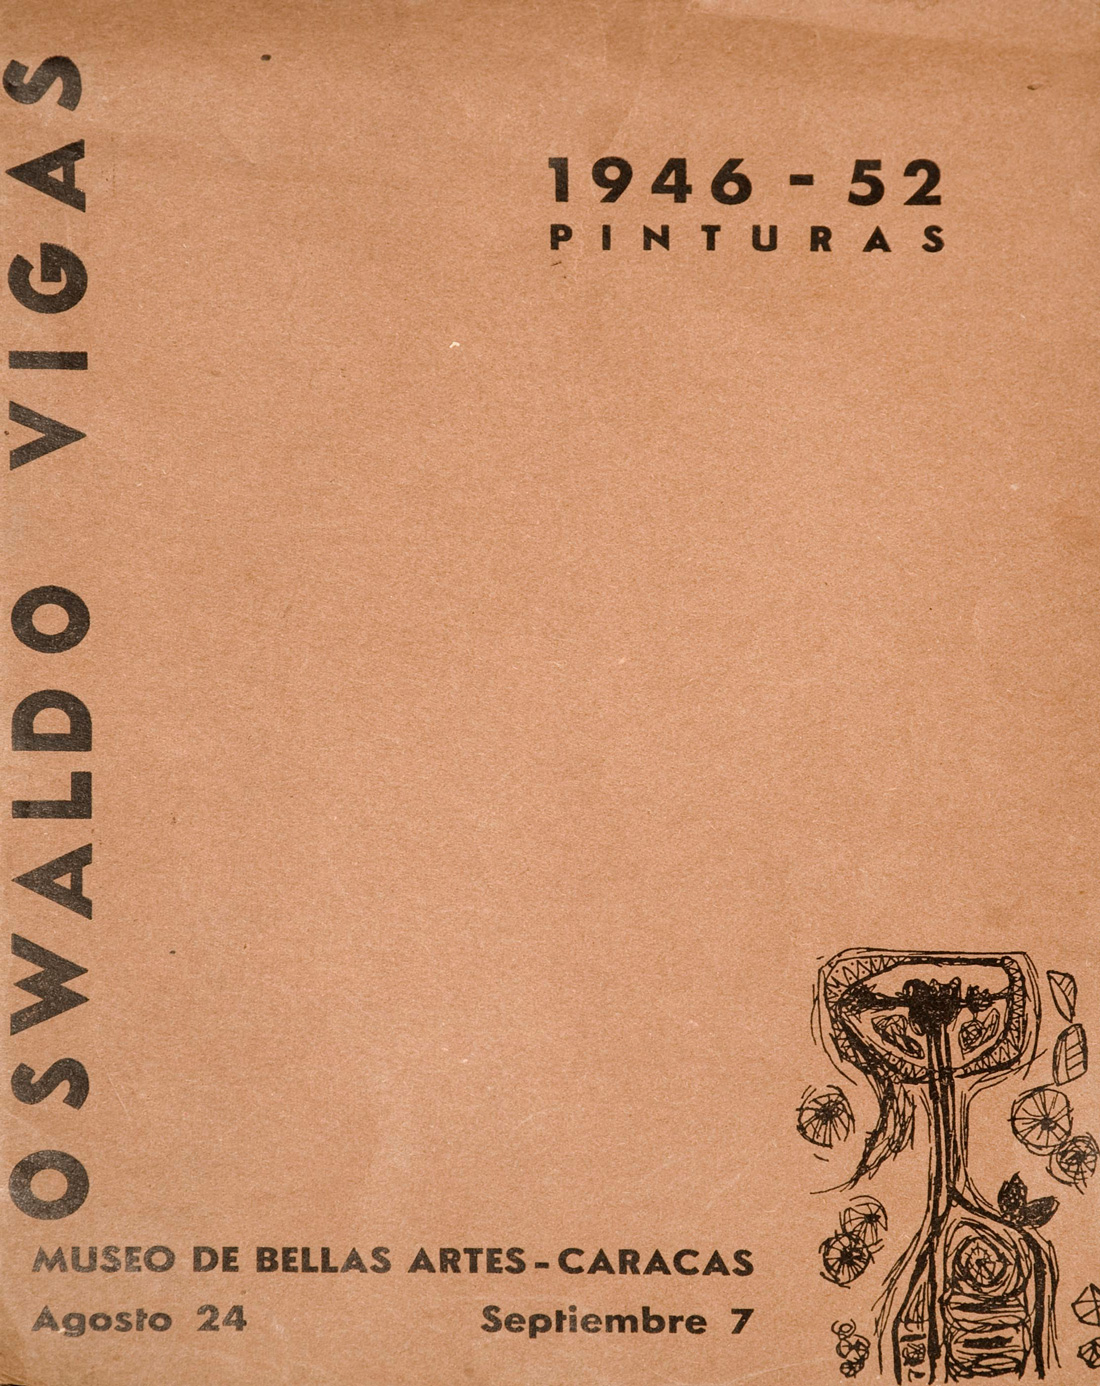 OSWALDO VIGAS
1946 - 52
PINTURAS
MUSEO DE BELLAS ARTES - CARACAS
Agosto 24 Septiembre 7